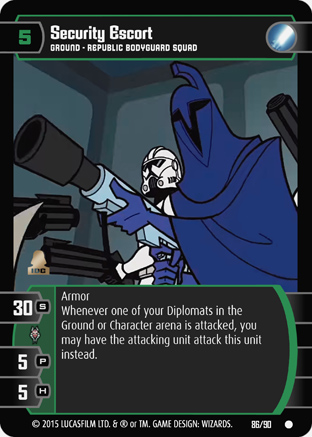 5
Security Escort
GROUND - REPUBLIC BODYGUARD SQUAD
30 S
5 P
5 H
Armor
Whenever one of your Diplomats in the
Ground or Character arena is attacked, you
may have the attacking unit attack this unit
instead.
© 2015 LUCASFILM LTD. & ® or TM. GAME DESIGN: WIZARDS.
86/90